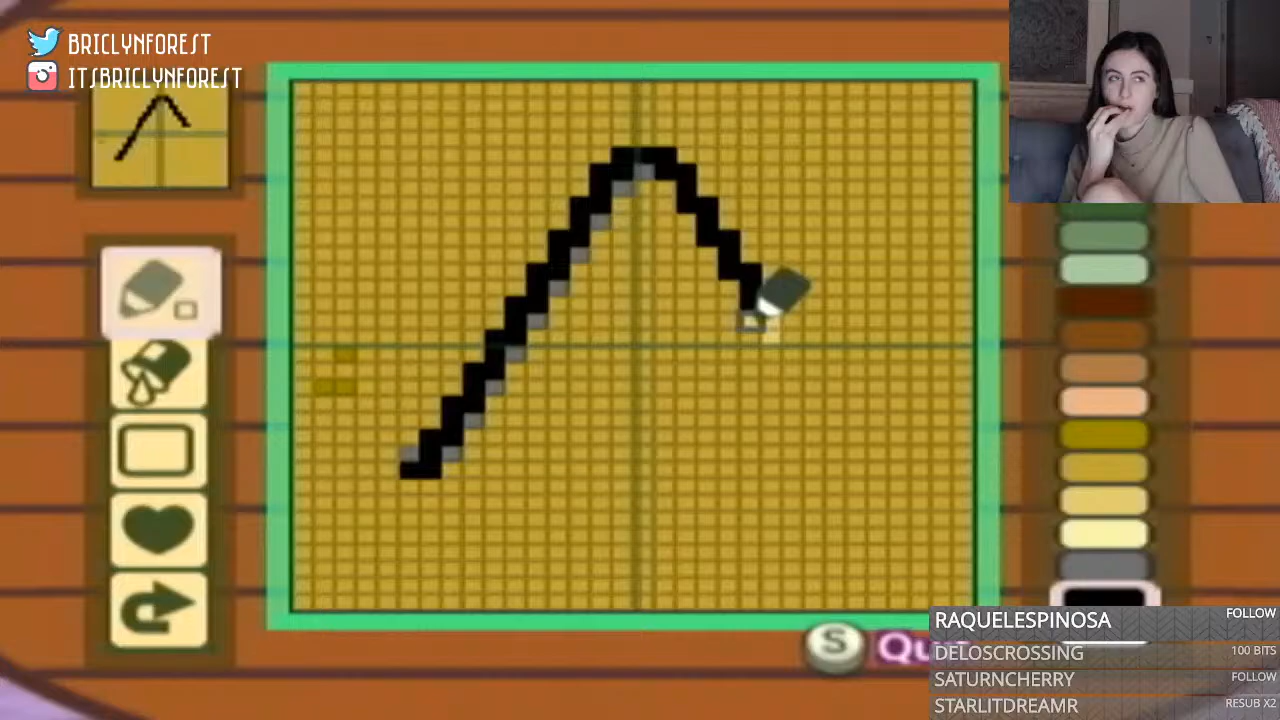 BRICLYNFOREST
ITSBRICLYNFOREST
S
RAQUELESPINOSA FOLLOW
DELOSCROSSING 100 BITS
SATURNCHERRY FOLLOW
STARLITDREAMR RESUB X2